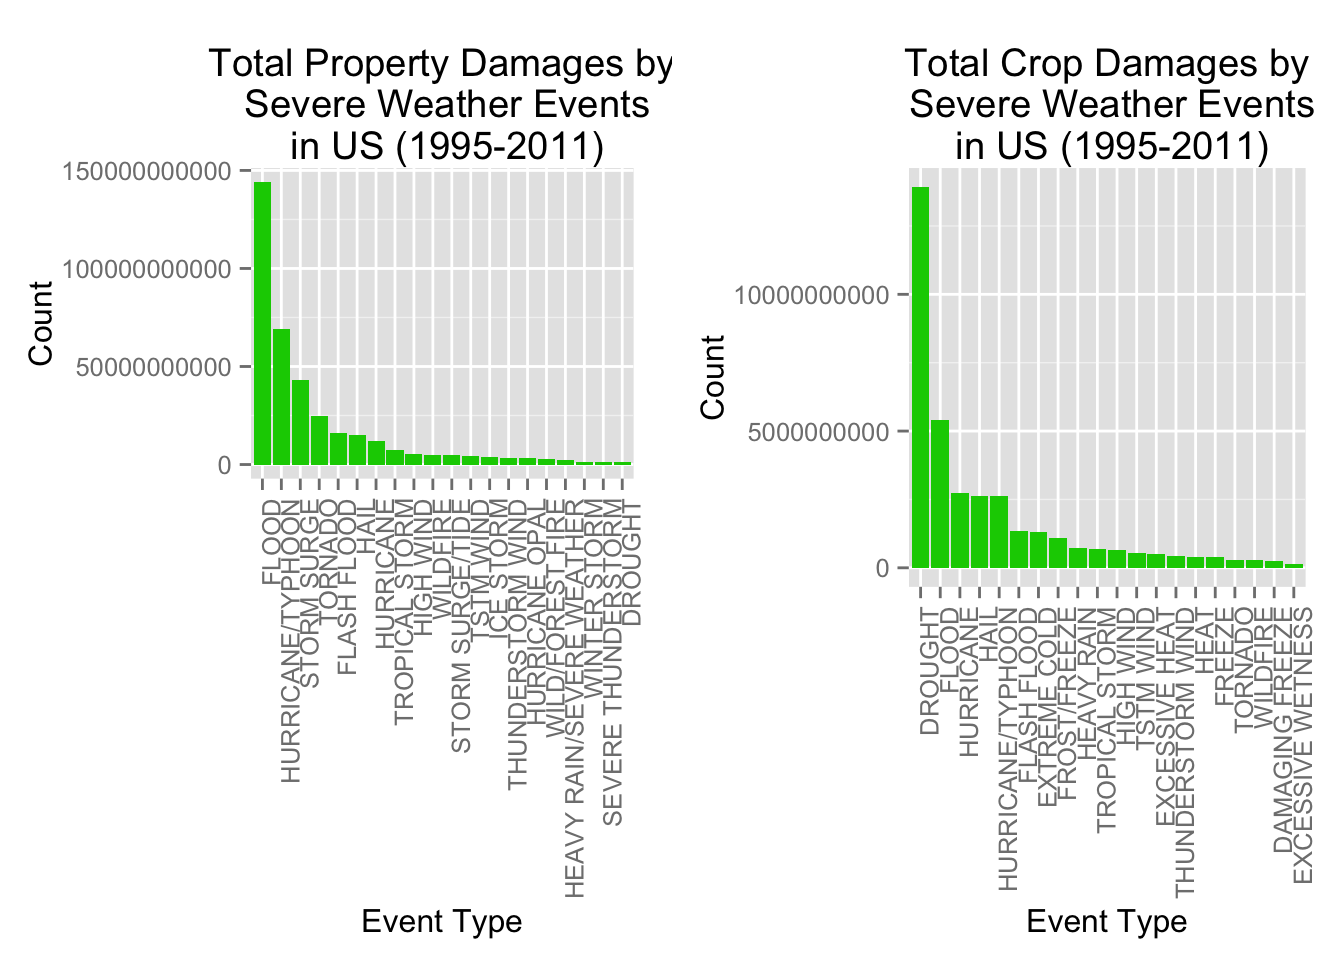 Total Property Damages by
Severe Weather Events
in US (1995-2011)
150000000000
100000000000
50000000000
0
Count
FLOOD
HURRICANE/TYPHOON
STORM SURGE
TORNADO
FLASH FLOOD
HAIL
HURRICANE
TROPICAL STORM
HIGH WIND
WILDFIRE
STORM SURGE/TIDE
TSTM WIND
ICE STORM
THUNDERSTORM WIND
HURRICANE OPAL
WILD/FOREST FIRE
HEAVY RAIN/SEVERE WEATHER
WINTER STORM
SEVERE THUNDERSTORM
DROUGHT
Event Type
Total Crop Damages by
Severe Weather Events
in US (1995-2011)
10000000000
5000000000
0
Count
DROUGHT
FLOOD
HURRICANE
HAIL
HURRICANE/TYPHOON
FLASH FLOOD
EXTREME COLD
FROST/FREEZE
HEAVY RAIN
TROPICAL STORM
HIGH WIND
TSTM WIND
EXCESSIVE HEAT
THUNDERSTORM WIND
HEAT
FREEZE
TORNADO
WILDFIRE
DAMAGING FREEZE
EXCESSIVE WETNESS
Event Type